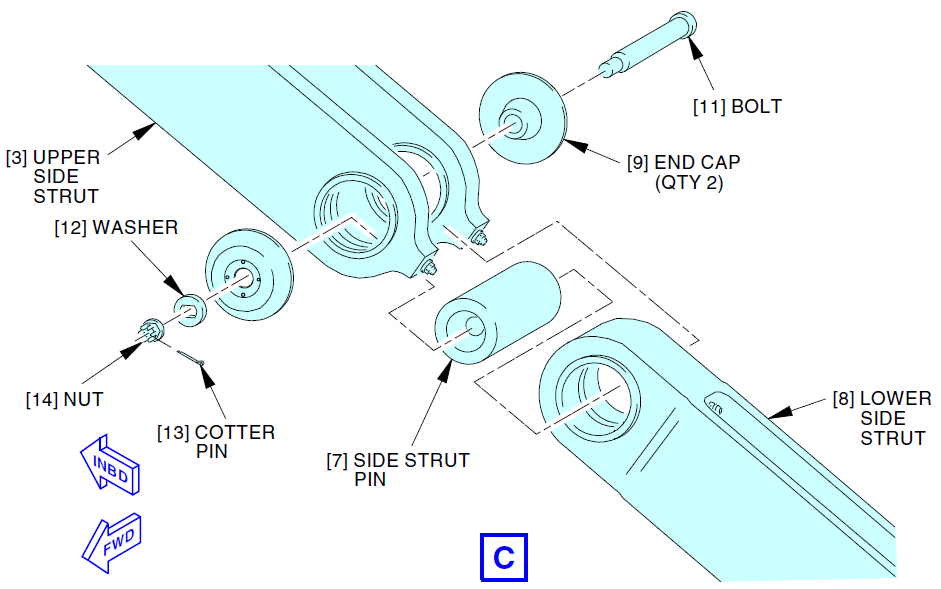 [11] BOLT
[3] UPPER
SIDE
STRUT
[9] END CAP
(QTY 2)
[12] WASHER
[14] NUT
[8] LOWER
SIDE
STRUT
[13] COTTER
PIN
[7] SIDE STRUT
PIN
INBD
FWD
C